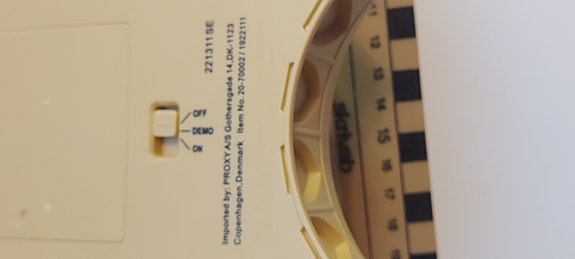 221311SE
OFF
DEMO
ON
Imported by: PROXY A/S Gothersgade 14,DK-1123
Copenhagen,Denmark Item No. 20-70002 / 1922111
11 12 13 14 15 16 17 18